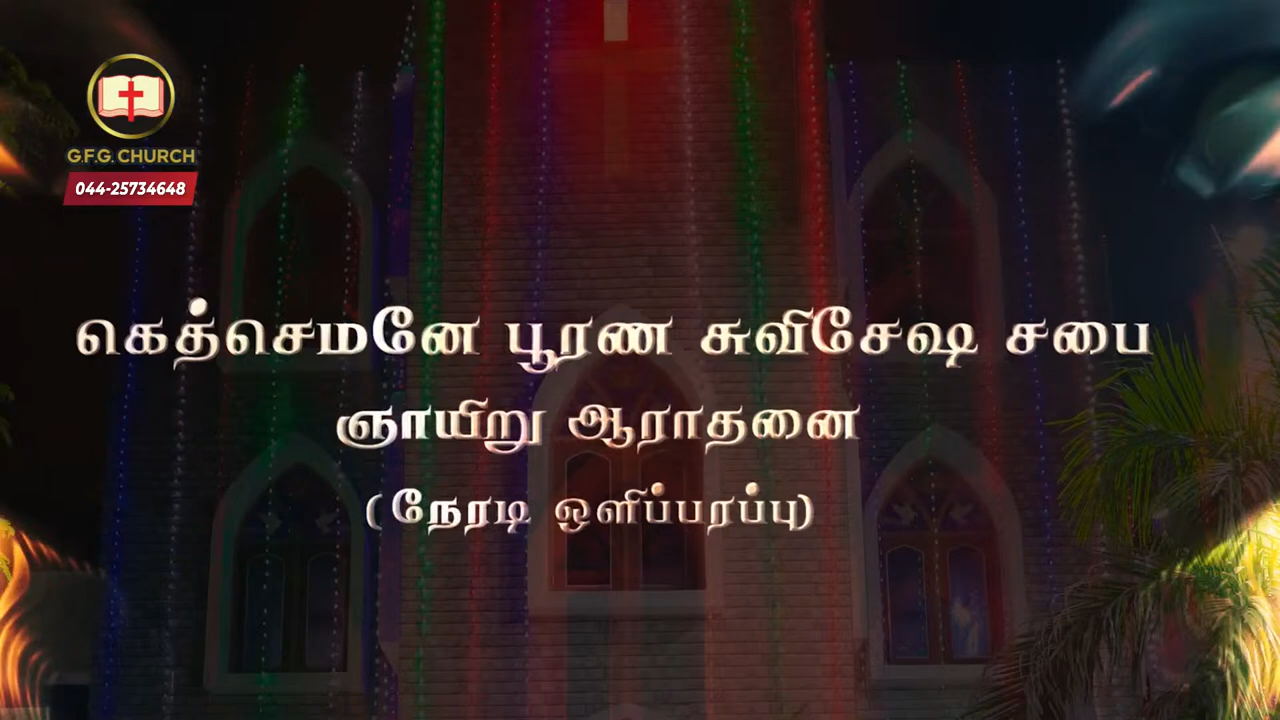 G.F.G. CHURCH
044-25734648
கெத்செமனே பூரண சுவிசேஷ சபை
ஞாயிறு ஆராதனை
(நேரடி ஒளிப்பரப்பு)